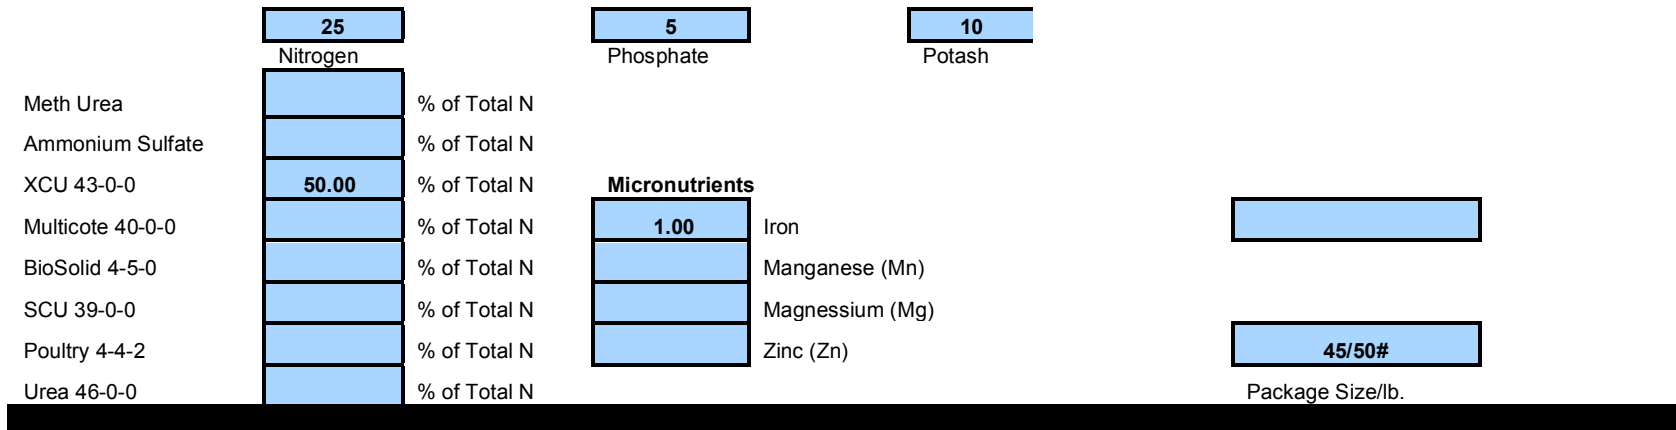 25 5 10
Nitrogen Phosphate Potash
Meth Urea % of Total N
Ammonium Sulfate % of Total N
XCU 43-0-0 50.00 % of Total N Micronutrients
Multicote 40-0-0 % of Total N 1.00 Iron
BioSolid 4-5-0 % of Total N Manganese (Mn)
SCU 39-0-0 % of Total N Magnessium (Mg)
Poultry 4-4-2 % of Total N Zinc (Zn) 45/50#
Urea 46-0-0 % of Total N Package Size/lb.